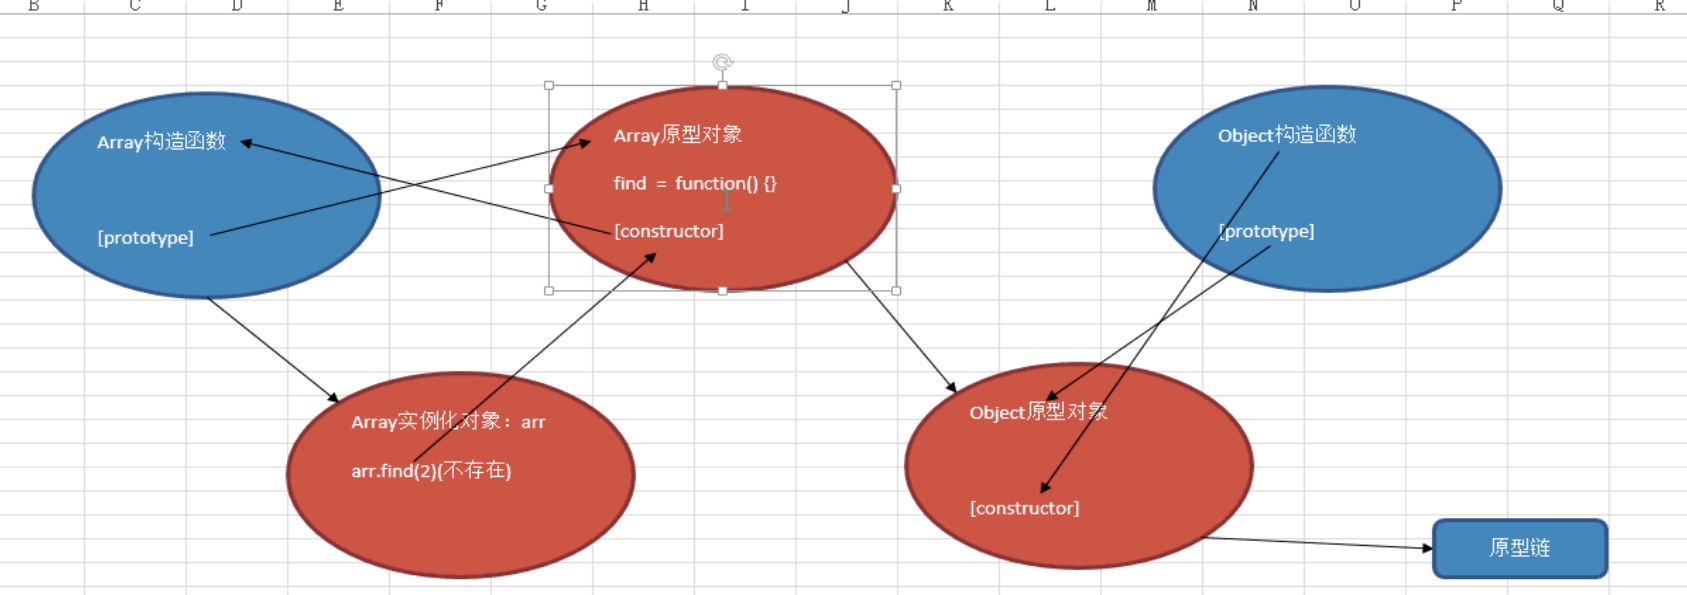 B C D E F G H I J K L M N O P Q R
Array构造函数
[prototype]
Array原型对象
find = function() {}
[constructor]
Object构造函数
[prototype]
Array实例化对象：arr
arr.find(2)(不存在)
Object原型对象
[constructor]
原型链